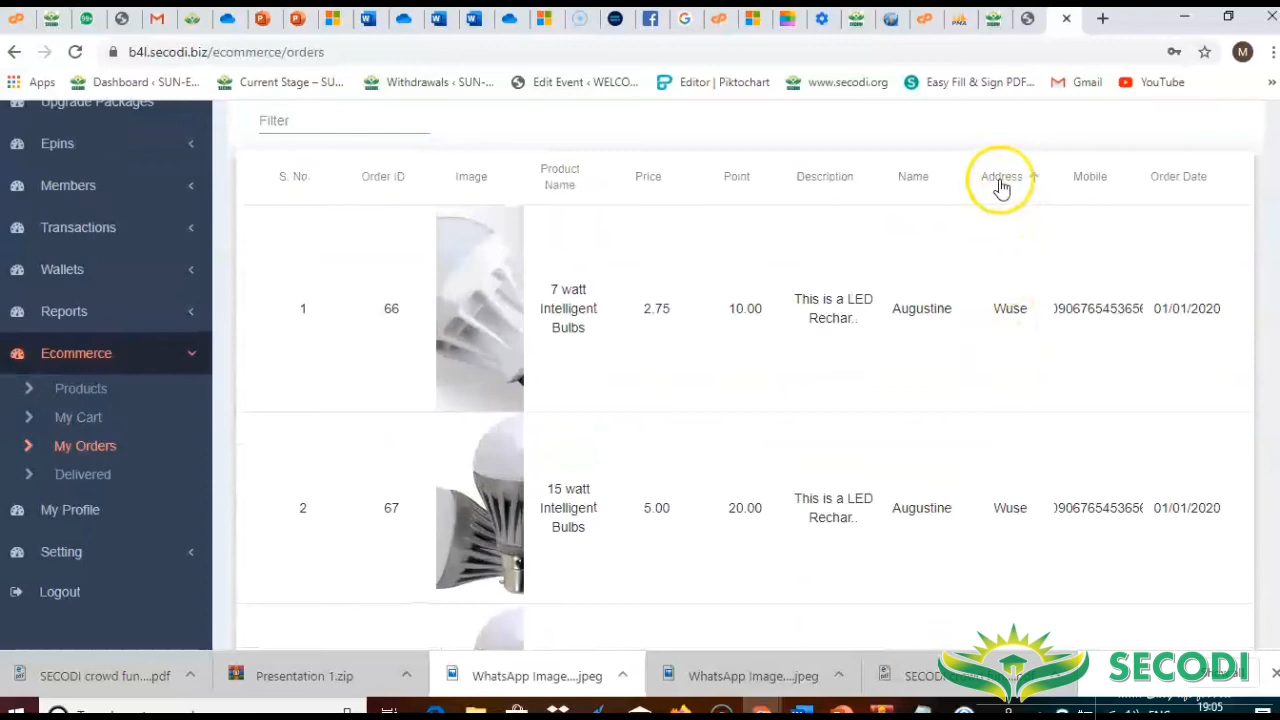 b4l.secodi.biz/ecommerce/orders
M
Apps
Dashboard ‹ SUN-E...
Current Stage – SU...
Withdrawals ‹ SUN-...
Edit Event ‹ WELCO...
Editor | Piktochart
www.secodi.org
Easy Fill & Sign PDF...
Gmail
YouTube
»
Upgrade Packages
Epins
Members
Transactions
Wallets
Reports
Ecommerce
Products
My Cart
My Orders
Delivered
My Profile
Setting
Logout
Filter
S. No. Order ID Image Product Name Price Point Description Name Address Mobile Order Date
1 66 7 watt Intelligent Bulbs 2.75 10.00 This is a LED Rechar.. Augustine Wuse 0906765453656 01/01/2020
2 67 15 watt Intelligent Bulbs 5.00 20.00 This is a LED Rechar.. Augustine Wuse 0906765453656 01/01/2020
SECODI crowd fun....pdf
Presentation 1.zip
WhatsApp Image....jpeg
WhatsApp Image....jpeg
SECODI
ENG
19:05